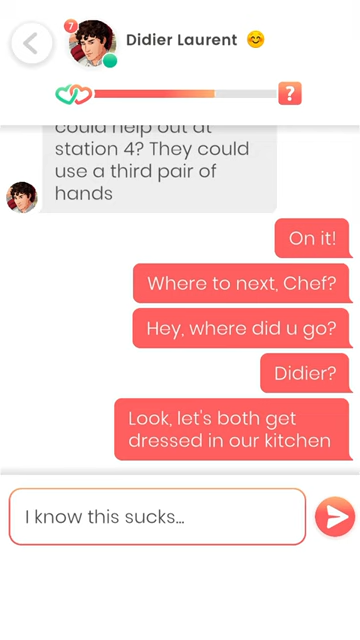 7
Didier Laurent 😊
?
could help out at
station 4? They could
use a third pair of
hands
On it!
Where to next, Chef?
Hey, where did u go?
Didier?
Look, let's both get
dressed in our kitchen
I know this sucks...